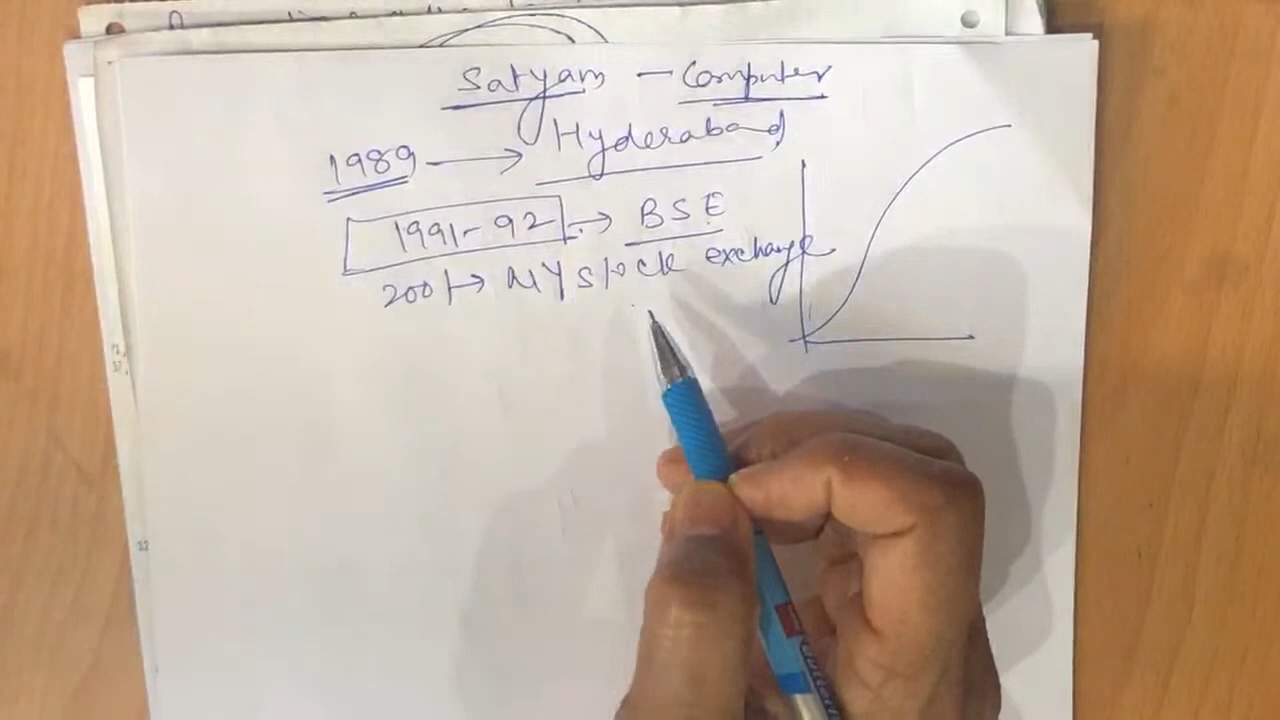 Satyam — Computer
1989 → Hyderabad
1991-92 → BSE
2001 → NY stock exchange